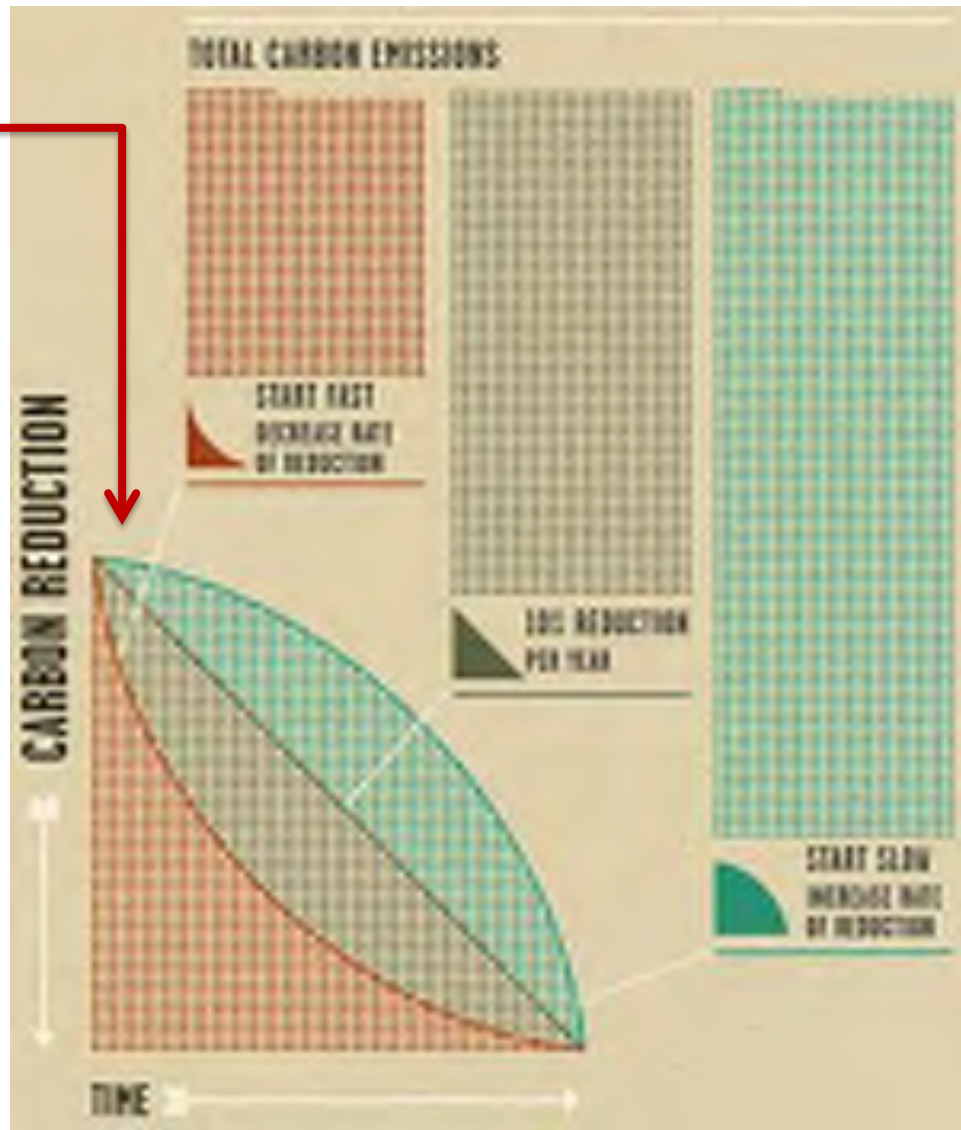 TOTAL CARBON EMISSIONS
START FAST
DECREASE RATE
OF REDUCTION
10% REDUCTION
PER YEAR
START SLOW
INCREASE RATE
OF REDUCTION
CARBON REDUCTION
TIME